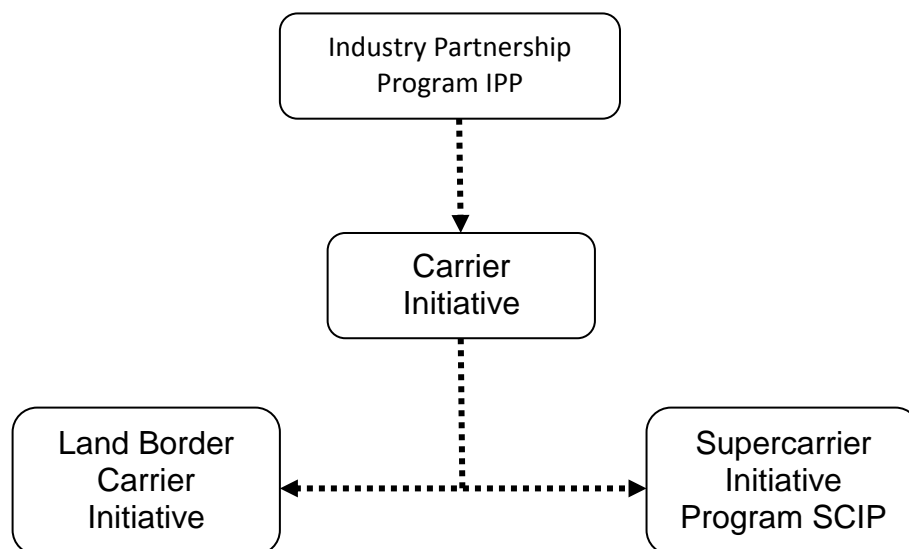 Industry Partnership
Program IPP
Carrier
Initiative
Land Border
Carrier
Initiative
Supercarrier
Initiative
Program SCIP